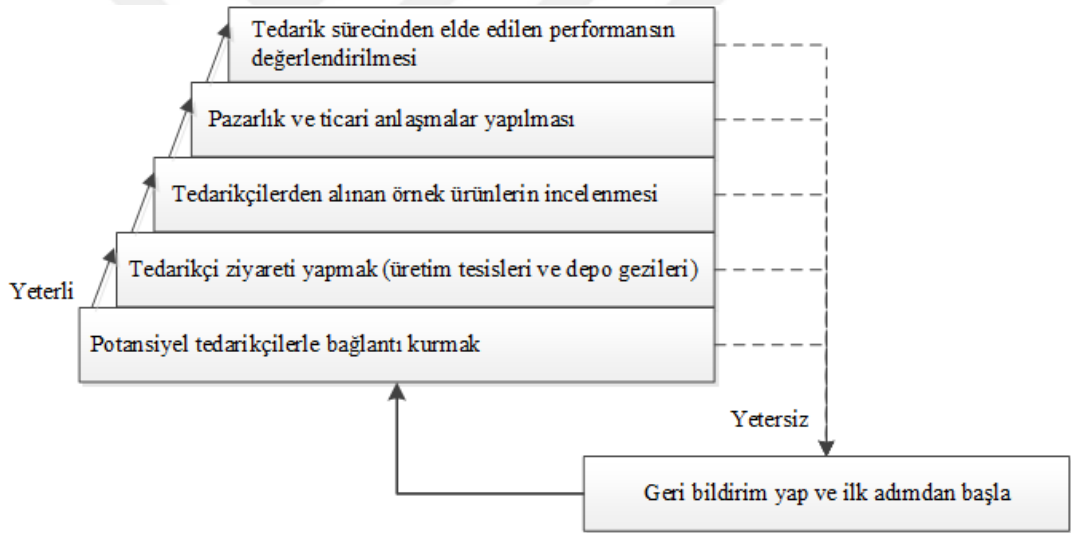 Tedarik sürecinden elde edilen performansın
değerlendirilmesi
Pazarlık ve ticari anlaşmalar yapılması
Tedarikçilerden alınan örnek ürünlerin incelenmesi
Tedarikçi ziyareti yapmak (üretim tesisleri ve depo gezileri)
Yeterli
Potansiyel tedarikçilerle bağlantı kurmak
Yetersiz
Geri bildirim yap ve ilk adımdan başla